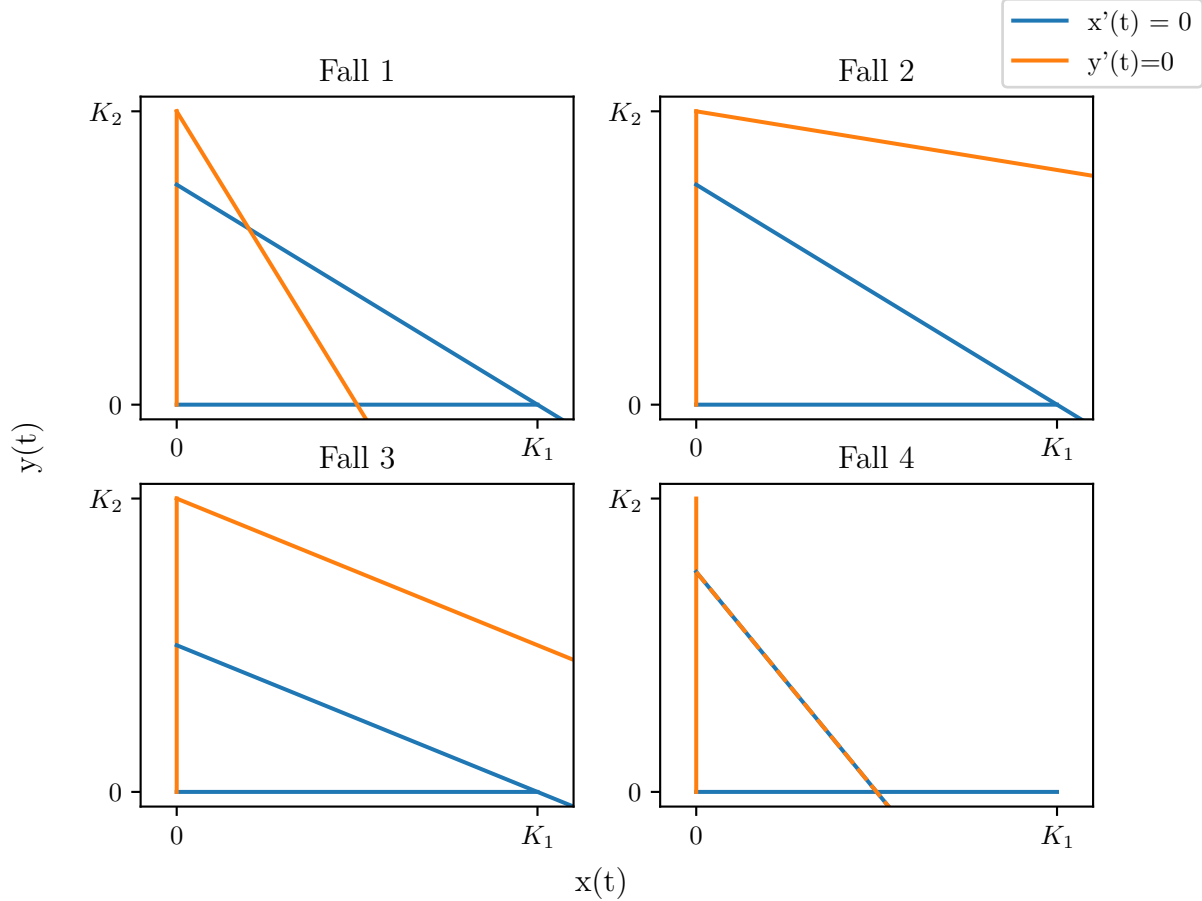 x'(t) = 0
y'(t)=0
Fall 1
Fall 2
K₂
0
0
K₁
K₂
0
0
K₁
Fall 3
Fall 4
K₂
0
0
K₁
K₂
0
0
K₁
y(t)
x(t)